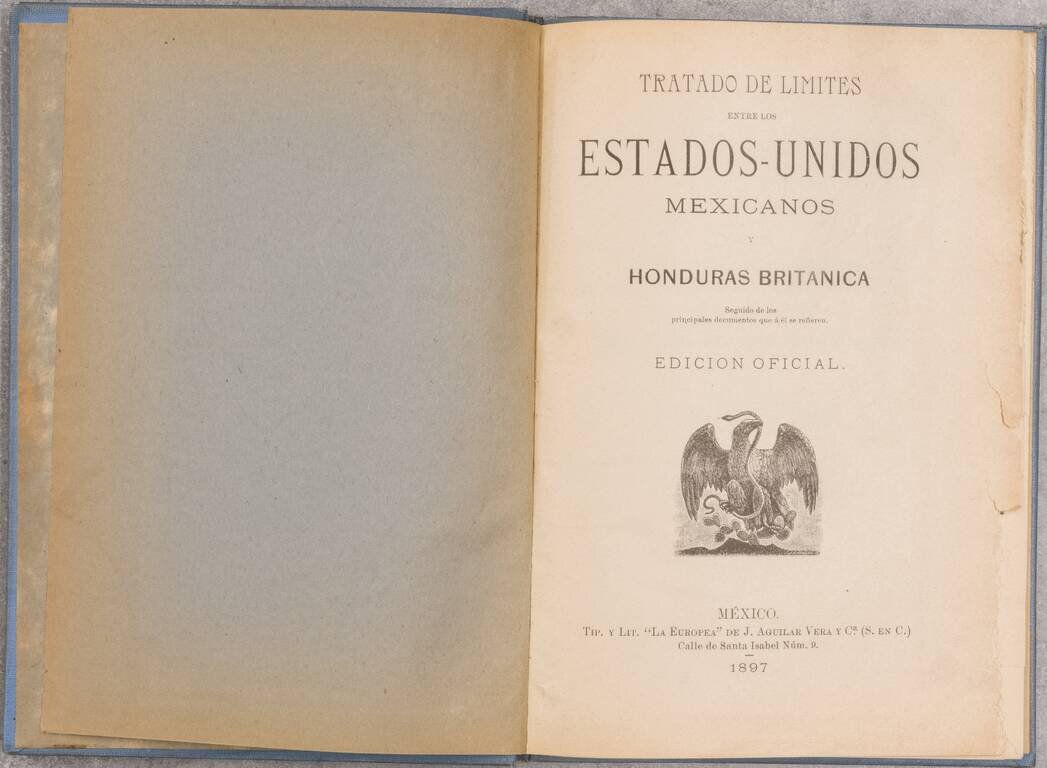 TRATADO DE LIMITES
ENTRE LOS
ESTADOS-UNIDOS
MEXICANOS
Y
HONDURAS BRITANICA
Seguido de los
principales documentos que á él se refieren.
EDICION OFICIAL.
MÉXICO.
TIP. Y LIT. “LA EUROPEA” DE J. AGUILAR VERA Y Cª (S. EN C.)
Calle de Santa Isabel Núm. 9.
1897